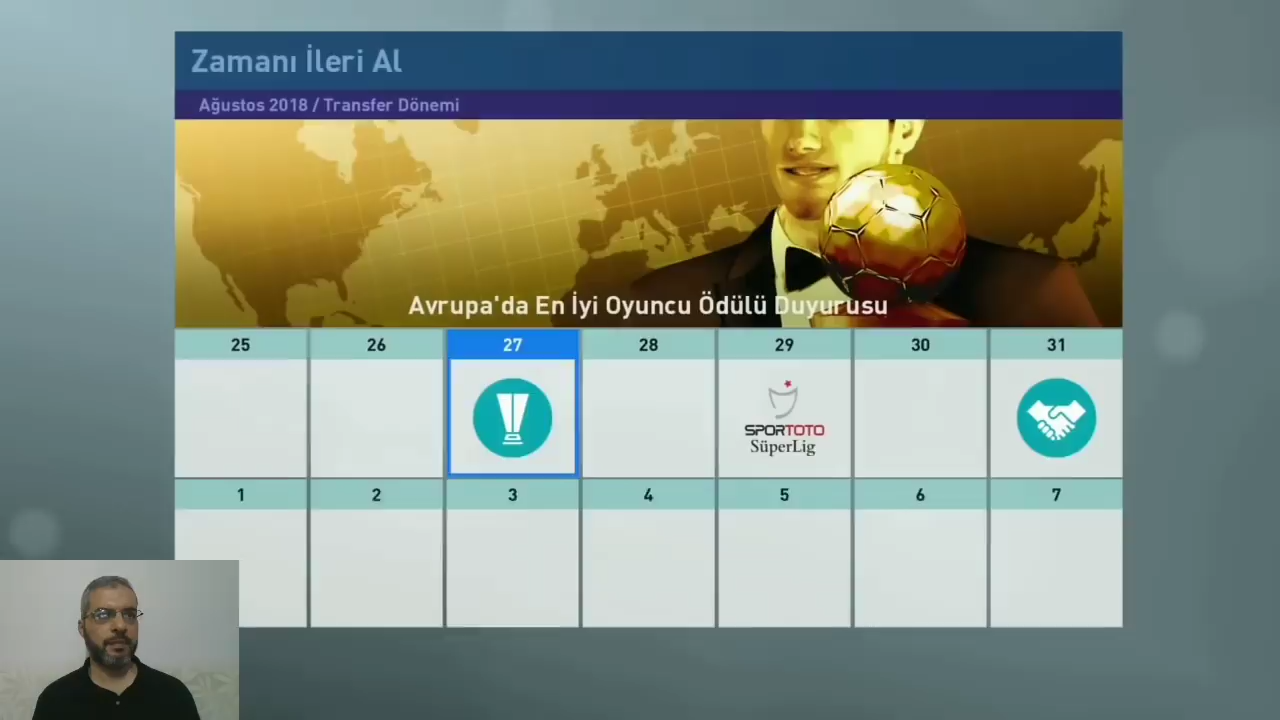 Zamanı İleri Al
Ağustos 2018 / Transfer Dönemi
Avrupa'da En İyi Oyuncu Ödülü Duyurusu
25 26 27 28 29 30 31
SPORTOTO
SüperLig
1 2 3 4 5 6 7